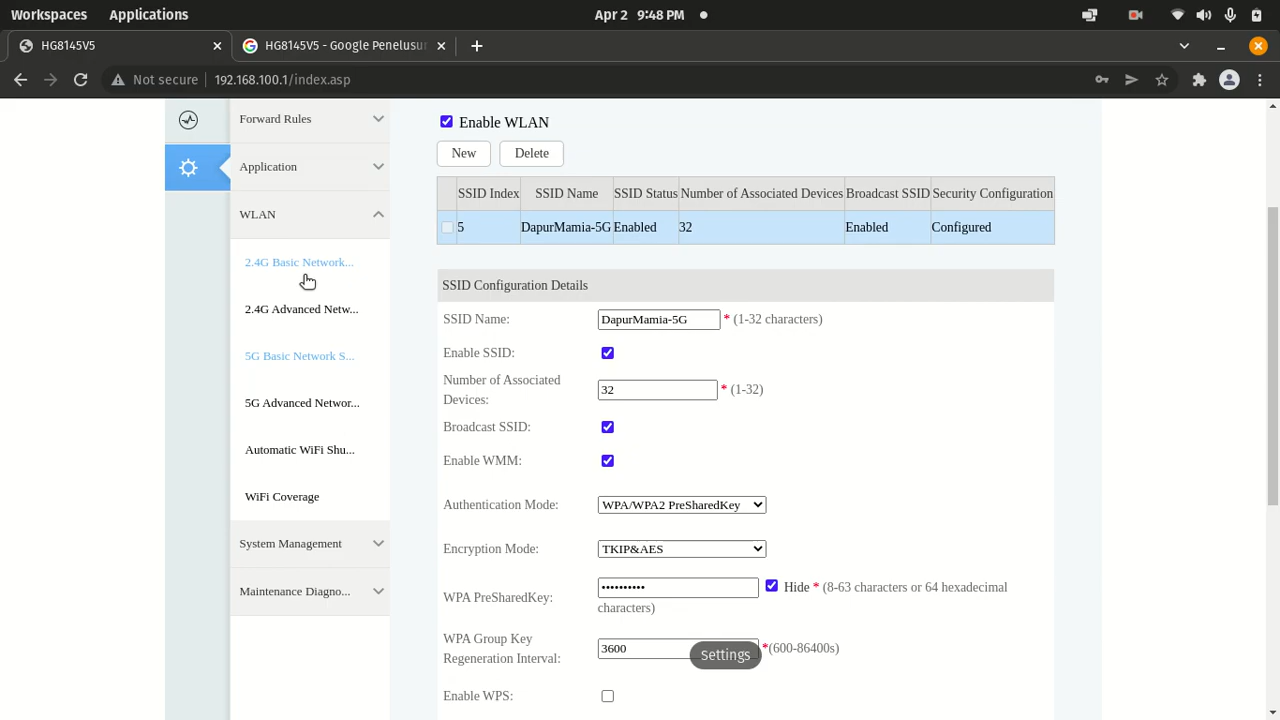 Workspaces Applications Apr 2 9:48 PM
HG8145V5 HG8145V5 - Google Penelusu
Not secure 192.168.100.1/index.asp
Forward Rules
Application
WLAN
2.4G Basic Network...
2.4G Advanced Netw...
5G Basic Network S...
5G Advanced Networ...
Automatic WiFi Shu...
WiFi Coverage
System Management
Maintenance Diagno...
Enable WLAN
New Delete
SSID Index SSID Name SSID Status Number of Associated Devices Broadcast SSID Security Configuration
5 DapurMamia-5G Enabled 32 Enabled Configured
SSID Configuration Details
SSID Name: DapurMamia-5G * (1-32 characters)
Enable SSID:
Number of Associated
Devices: 32 * (1-32)
Broadcast SSID:
Enable WMM:
Authentication Mode: WPA/WPA2 PreSharedKey
Encryption Mode: TKIP&AES
WPA PreSharedKey: •••••••••• Hide * (8-63 characters or 64 hexadecimal
characters)
WPA Group Key
Regeneration Interval: 3600 *(600-86400s)
Settings
Enable WPS: